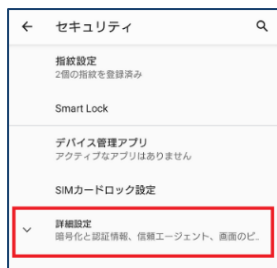 セキュリティ
指紋設定
2個の指紋を登録済み
Smart Lock
デバイス管理アプリ
アクティブなアプリはありません
SIMカードロック設定
詳細設定
暗号化と認証情報、信頼エージェント、画面のピ..